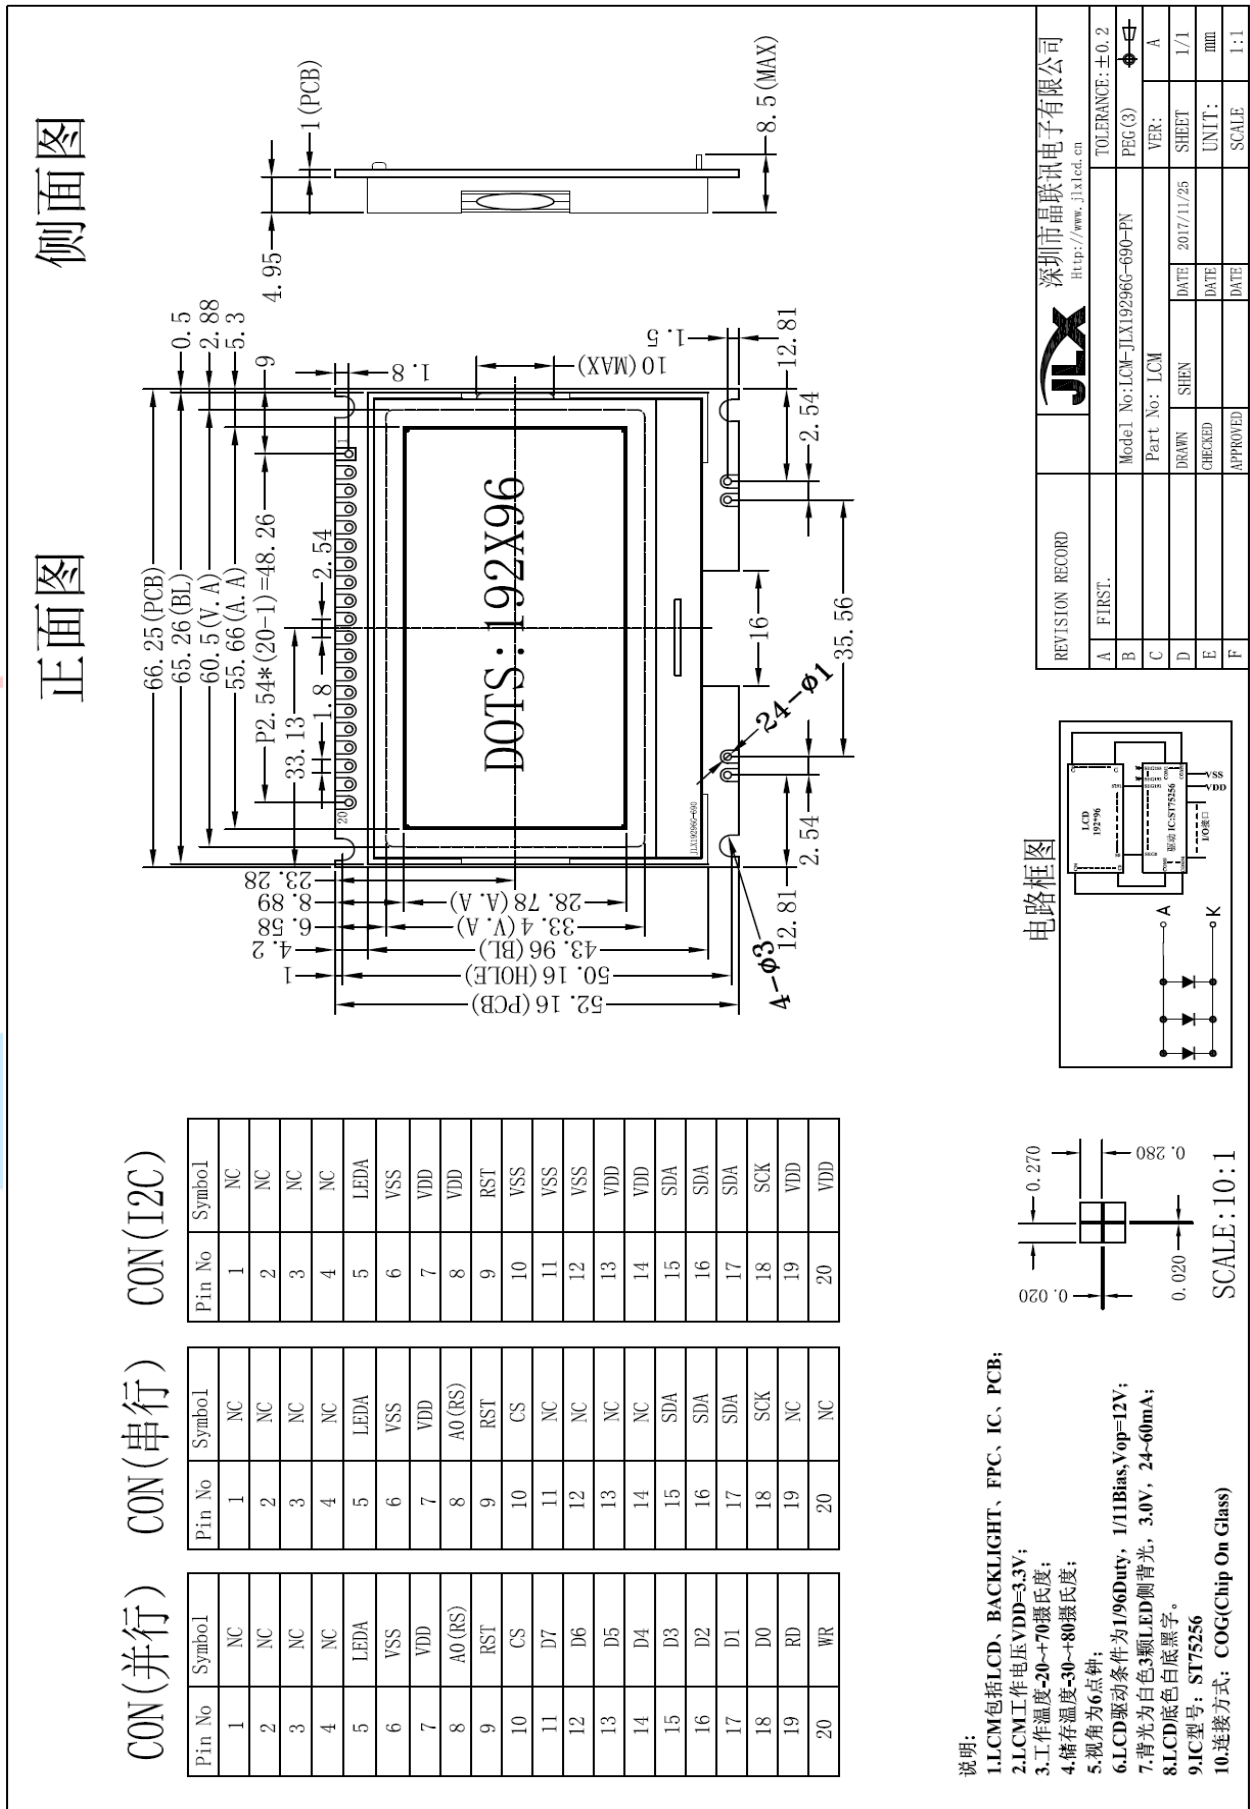 正面图
侧面图
66.25(PCB)
65.26(BL)
60.5(V.A)
55.66(A.A)
P2.54*(20-1)=48.26
33.13
1.8
2.54
0.5
2.88
5.3
9
1.8
20
1
DOTS:192X96
JLX19296G-690
10(MAX)
1.5
23.28
8.89
6.58
4.2
1
28.78(A.A)
33.4(V.A)
43.96(BL)
50.16(HOLE)
52.16(PCB)
4-ø3
12.81
2.54
24-ø1
16
35.56
2.54
12.81
4.95
1(PCB)
8.5(MAX)
CON(并行)
Pin No Symbol
1 NC
2 NC
3 NC
4 NC
5 LEDA
6 VSS
7 VDD
8 A0(RS)
9 RST
10 CS
11 D7
12 D6
13 D5
14 D4
15 D3
16 D2
17 D1
18 D0
19 RD
20 WR
CON(串行)
Pin No Symbol
1 NC
2 NC
3 NC
4 NC
5 LEDA
6 VSS
7 VDD
8 A0(RS)
9 RST
10 CS
11 NC
12 NC
13 NC
14 NC
15 SDA
16 SDA
17 SDA
18 SCK
19 NC
20 NC
CON(I2C)
Pin No Symbol
1 NC
2 NC
3 NC
4 NC
5 LEDA
6 VSS
7 VDD
8 VDD
9 RST
10 VSS
11 VSS
12 VSS
13 VDD
14 VDD
15 SDA
16 SDA
17 SDA
18 SCK
19 VDD
20 VDD
说明:
1.LCM包括LCD、BACKLIGHT、FPC、IC、PCB;
2.LCM工作电压VDD=3.3V;
3.工作温度-20~+70摄氏度;
4.储存温度-30~+80摄氏度;
5.视角为6点钟;
6.LCD驱动条件为1/96Duty, 1/11Bias,Vop=12V;
7.背光为白色3颗LED侧背光, 3.0V, 24~60mA;
8.LCD底色白底黑字。
9.IC型号: ST75256
10.连接方式: COG(Chip On Glass)
0.020
0.270
0.020
0.280
SCALE:10:1
电路框图
A
K
LCD
192*96
驱动 IC:ST75256
I/O接口
VSS
VDD
REVISION RECORD
A FIRST.
B
C
D
E
F
JLX
深圳市晶联讯电子有限公司
Http://www.jlxlcd.cn
TOLERANCE:±0.2
Model No:LCM-JLX19296G-690-PN PEG(3)
Part No: LCM VER: A
DRAWN SHEN DATE 2017/11/25 SHEET 1/1
CHECKED DATE UNIT: mm
APPROVED DATE SCALE 1:1